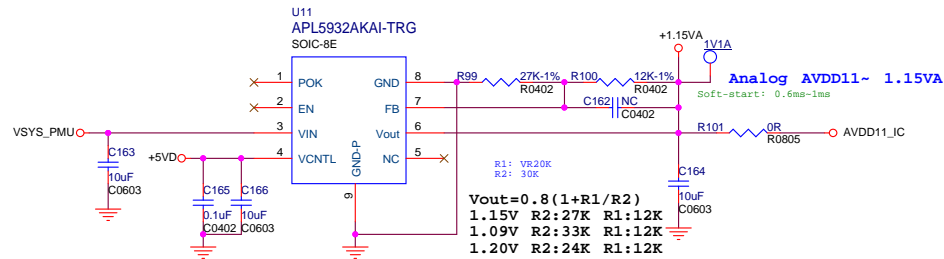 U11
APL5932AKAI-TRG
SOIC-8E
+1.15VA
1V1A
1 POK GND 8
R99 27K-1% R100 12K-1%
R0402 R0402
Analog AVDD11~ 1.15VA
Soft-start: 0.6ms~1ms
2 EN FB 7
C162 NC
C0402
VSYS_PMU 3 VIN Vout 6
R101 0R AVDD11_IC
R0805
C163
10uF
C0603
+5VD 4 VCNTL NC 5
GND-P
9
R1: VR20K
R2: 30K
C164
10uF
C0603
C165 C166
0.1uF 10uF
C0402 C0603
Vout=0.8(1+R1/R2)
1.15V R2:27K R1:12K
1.09V R2:33K R1:12K
1.20V R2:24K R1:12K